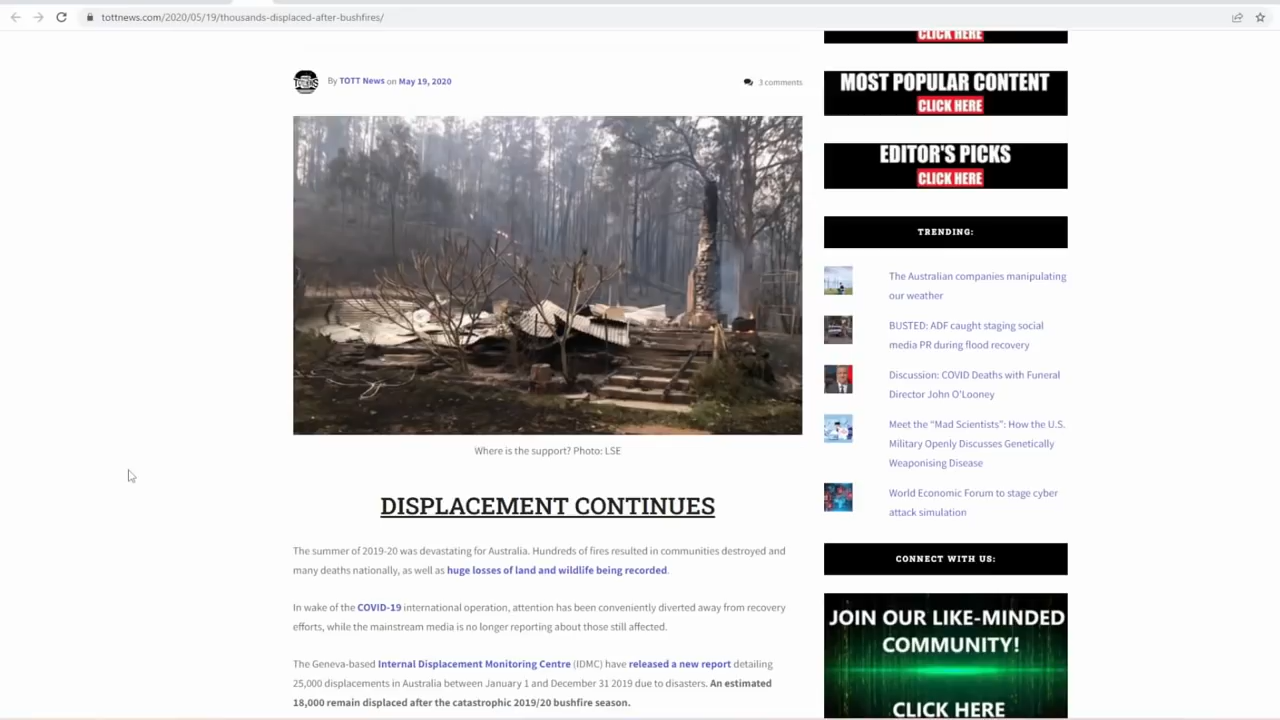 tottnews.com/2020/05/19/thousands-displaced-after-bushfires/
CLICK HERE
By TOTT News on May 19, 2020
3 comments
MOST POPULAR CONTENT
CLICK HERE
EDITOR'S PICKS
CLICK HERE
TRENDING:
The Australian companies manipulating
our weather
BUSTED: ADF caught staging social
media PR during flood recovery
Discussion: COVID Deaths with Funeral
Director John O'Looney
Meet the “Mad Scientists”: How the U.S.
Military Openly Discusses Genetically
Weaponising Disease
World Economic Forum to stage cyber
attack simulation
CONNECT WITH US:
JOIN OUR LIKE-MINDED
COMMUNITY!
CLICK HERE
Where is the support? Photo: LSE
DISPLACEMENT CONTINUES
The summer of 2019-20 was devastating for Australia. Hundreds of fires resulted in communities destroyed and
many deaths nationally, as well as huge losses of land and wildlife being recorded.
In wake of the COVID-19 international operation, attention has been conveniently diverted away from recovery
efforts, while the mainstream media is no longer reporting about those still affected.
The Geneva-based Internal Displacement Monitoring Centre (IDMC) have released a new report detailing
25,000 displacements in Australia between January 1 and December 31 2019 due to disasters. An estimated
18,000 remain displaced after the catastrophic 2019/20 bushfire season.